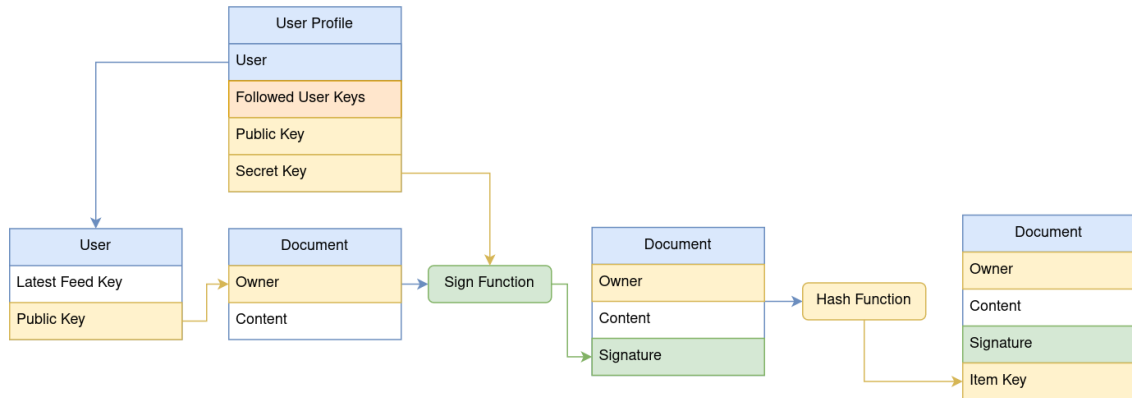 User Profile
User
Followed User Keys
Public Key
Secret Key
User
Latest Feed Key
Public Key
Document
Owner
Content
Sign Function
Document
Owner
Content
Signature
Hash Function
Document
Owner
Content
Signature
Item Key